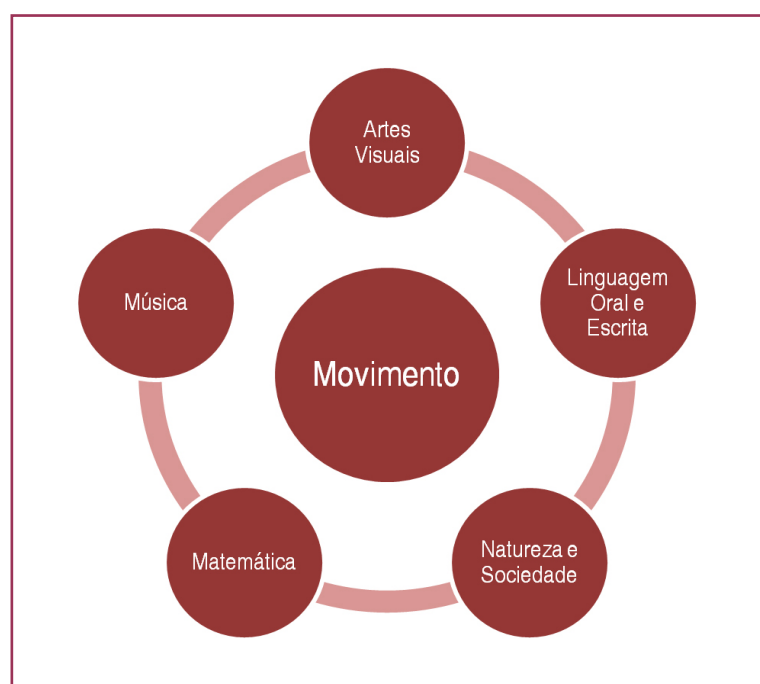 Artes
Visuais
Linguagem
Oral e
Escrita
Natureza e
Sociedade
Matemática
Música
Movimento